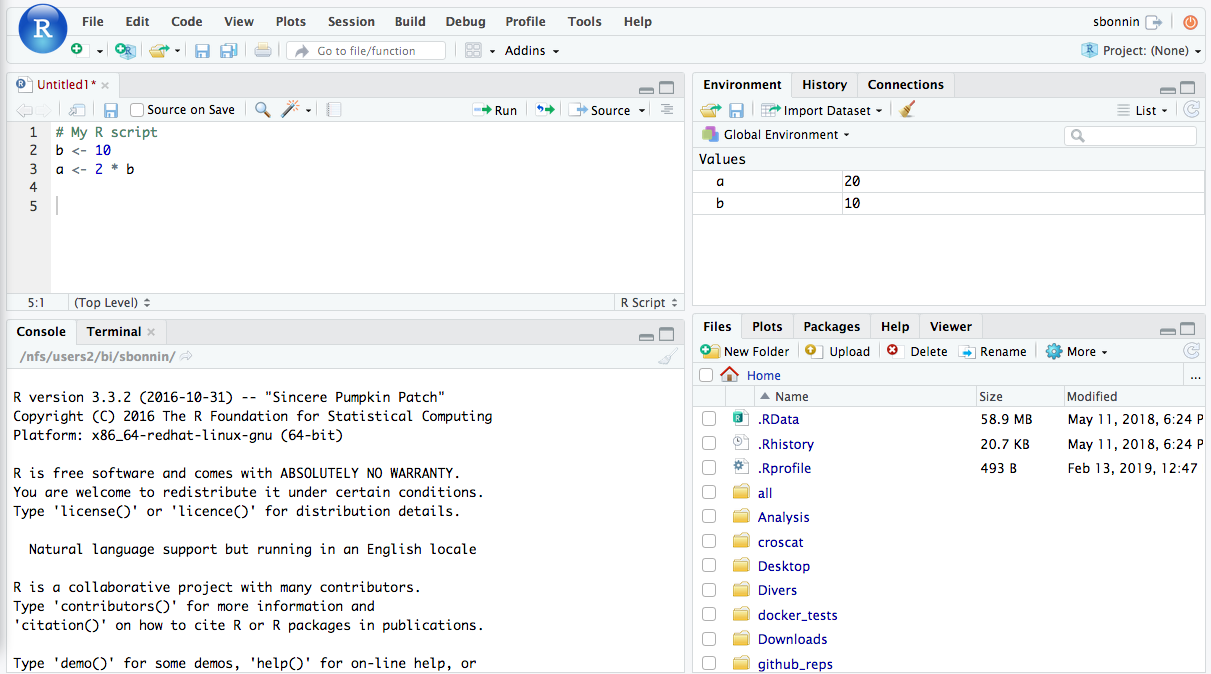 File Edit Code View Plots Session Build Debug Profile Tools Help
sbonnin
R
Go to file/function
Addins
Project: (None)
Untitled1*
Source on Save
Run
Source
1 # My R script
2 b <- 10
3 a <- 2 * b
4
5
5:1 (Top Level) R Script
Console Terminal
/nfs/users2/bi/sbonnin/
R version 3.3.2 (2016-10-31) -- "Sincere Pumpkin Patch"
Copyright (C) 2016 The R Foundation for Statistical Computing
Platform: x86_64-redhat-linux-gnu (64-bit)
R is free software and comes with ABSOLUTELY NO WARRANTY.
You are welcome to redistribute it under certain conditions.
Type 'license()' or 'licence()' for distribution details.
Natural language support but running in an English locale
R is a collaborative project with many contributors.
Type 'contributors()' for more information and
'citation()' on how to cite R or R packages in publications.
Type 'demo()' for some demos, 'help()' for on-line help, or
Environment History Connections
Import Dataset
List
Global Environment
Values
a 20
b 10
Files Plots Packages Help Viewer
New Folder Upload Delete Rename More
Home ...
Name Size Modified
.RData 58.9 MB May 11, 2018, 6:24 P
.Rhistory 20.7 KB May 11, 2018, 6:24 P
.Rprofile 493 B Feb 13, 2019, 12:47
all
Analysis
croscat
Desktop
Divers
docker_tests
Downloads
github_reps